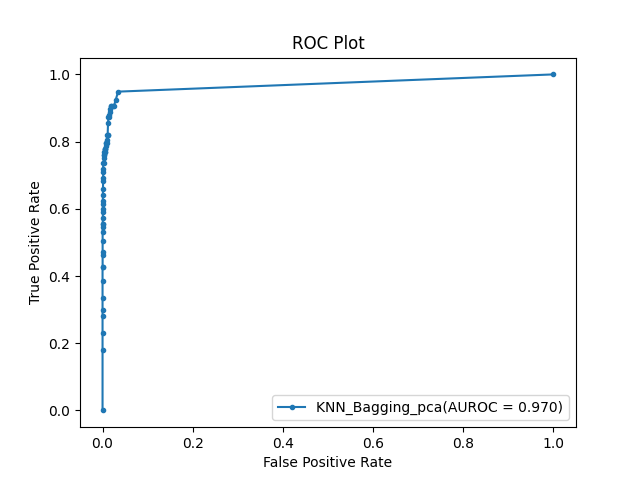 ROC Plot
True Positive Rate
1.0
0.8
0.6
0.4
0.2
0.0
KNN_Bagging_pca(AUROC = 0.970)
0.0 0.2 0.4 0.6 0.8 1.0
False Positive Rate